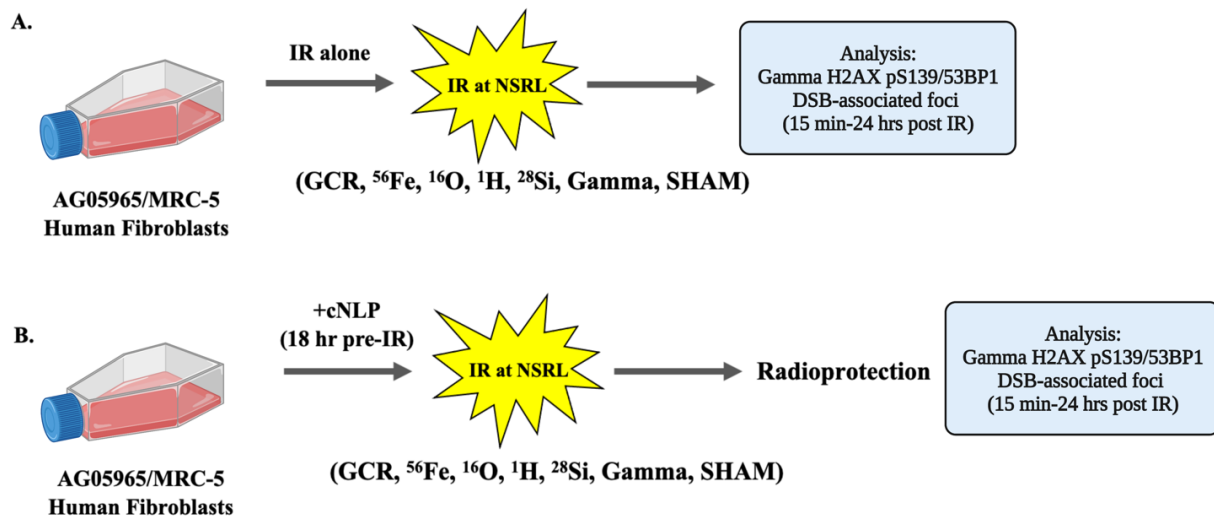 A.
IR alone
IR at NSRL
Analysis:
Gamma H2AX pS139/53BP1
DSB-associated foci
(15 min-24 hrs post IR)
(GCR, ⁵⁶Fe, ¹⁶O, ¹H, ²⁸Si, Gamma, SHAM)
AG05965/MRC-5
Human Fibroblasts
B.
+cNLP
(18 hr pre-IR)
IR at NSRL
Radioprotection
Analysis:
Gamma H2AX pS139/53BP1
DSB-associated foci
(15 min-24 hrs post IR)
(GCR, ⁵⁶Fe, ¹⁶O, ¹H, ²⁸Si, Gamma, SHAM)
AG05965/MRC-5
Human Fibroblasts